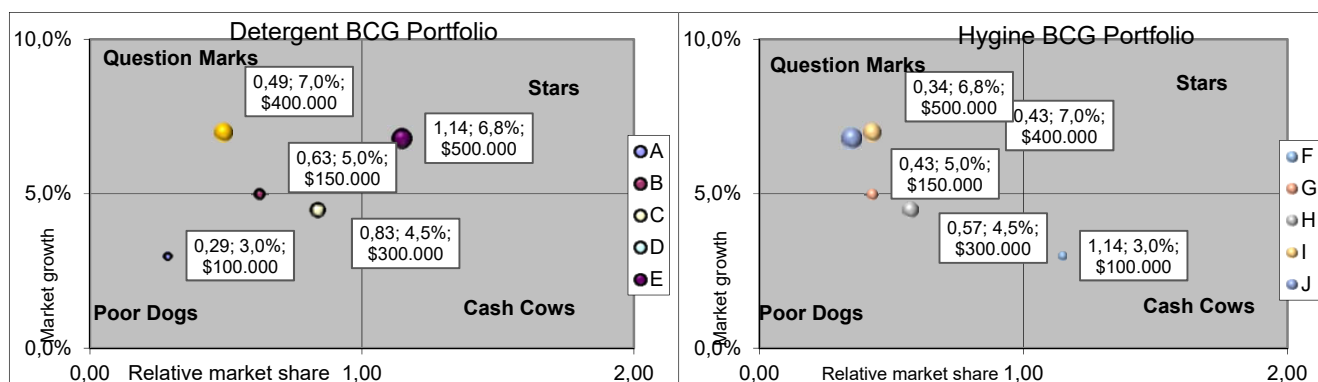 Detergent BCG Portfolio
10,0%
Question Marks
0,49; 7,0%;
$400.000
Stars
1,14; 6,8%;
$500.000
0,63; 5,0%;
$150.000
5,0%
0,83; 4,5%;
$300.000
0,29; 3,0%;
$100.000
Market growth
Poor Dogs
Cash Cows
0,0%
0,00
Relative market share
1,00
2,00
A
B
C
D
E
Hygine BCG Portfolio
10,0%
Question Marks
0,34; 6,8%;
$500.000
Stars
0,43; 7,0%;
$400.000
0,43; 5,0%;
$150.000
5,0%
0,57; 4,5%;
$300.000
1,14; 3,0%;
$100.000
Market growth
Poor Dogs
Cash Cows
0,0%
0,00
Relative market share
1,00
2,00
F
G
H
I
J